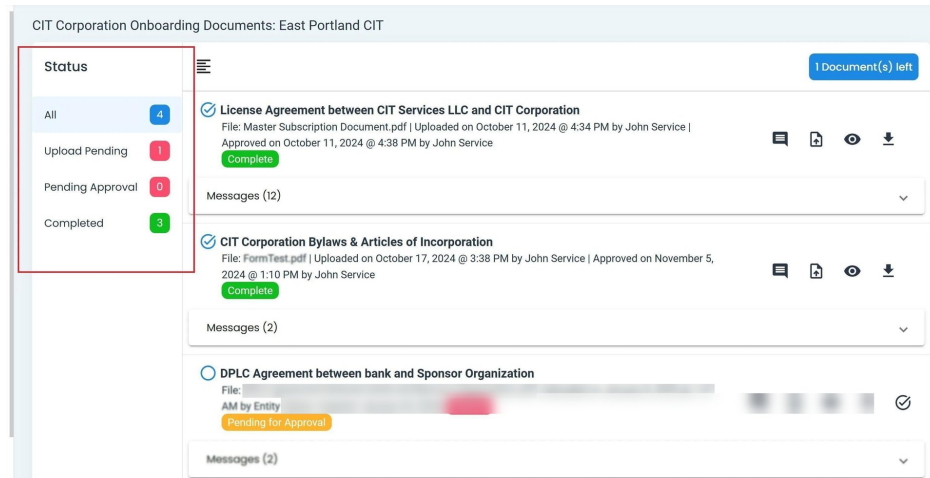 CIT Corporation Onboarding Documents: East Portland CIT
Status
1 Document(s) left
All 4
Upload Pending 1
Pending Approval 0
Completed 3
License Agreement between CIT Services LLC and CIT Corporation
File: Master Subscription Document.pdf | Uploaded on October 11, 2024 @ 4:34 PM by John Service |
Approved on October 11, 2024 @ 4:38 PM by John Service
Complete
Messages (12)
CIT Corporation Bylaws & Articles of Incorporation
File: FormTest.pdf | Uploaded on October 17, 2024 @ 3:38 PM by John Service | Approved on November 5,
2024 @ 1:10 PM by John Service
Complete
Messages (2)
DPLC Agreement between bank and Sponsor Organization
File:
AM by Entity
Pending for Approval
Messages (2)